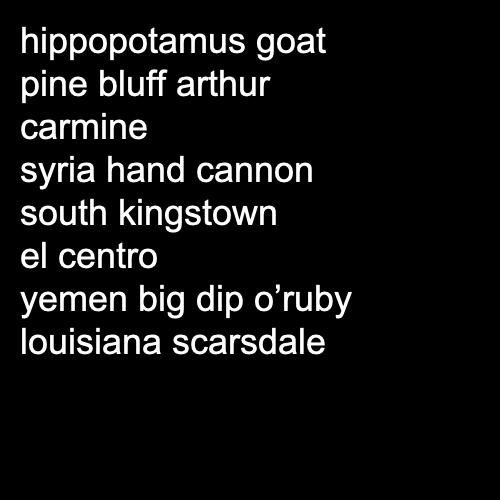 hippopotamus goat
pine bluff arthur
carmine
syria hand cannon
south kingstown
el centro
yemen big dip o’ruby
louisiana scarsdale